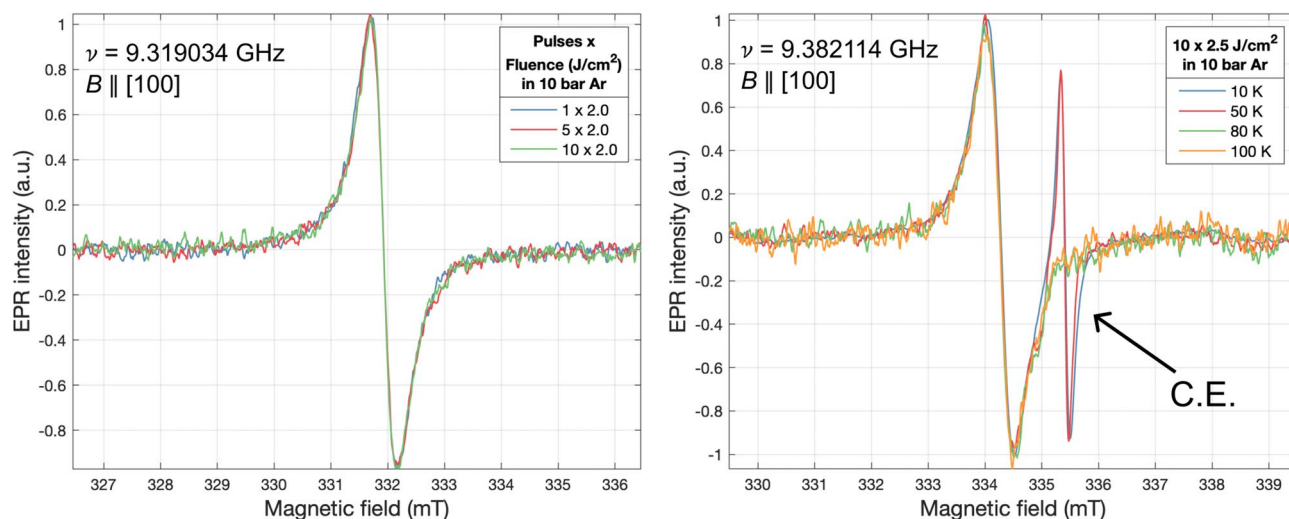 ν = 9.319034 GHz
B ∥ [100]
Pulses x
Fluence (J/cm²)
in 10 bar Ar
1 x 2.0
5 x 2.0
10 x 2.0
1
0.8
0.6
0.4
0.2
0
-0.2
-0.4
-0.6
-0.8
EPR intensity (a.u.)
327 328 329 330 331 332 333 334 335 336
Magnetic field (mT)
ν = 9.382114 GHz
B ∥ [100]
10 x 2.5 J/cm²
in 10 bar Ar
10 K
50 K
80 K
100 K
C.E.
1
0.8
0.6
0.4
0.2
0
-0.2
-0.4
-0.6
-0.8
-1
EPR intensity (a.u.)
330 331 332 333 334 335 336 337 338 339
Magnetic field (mT)